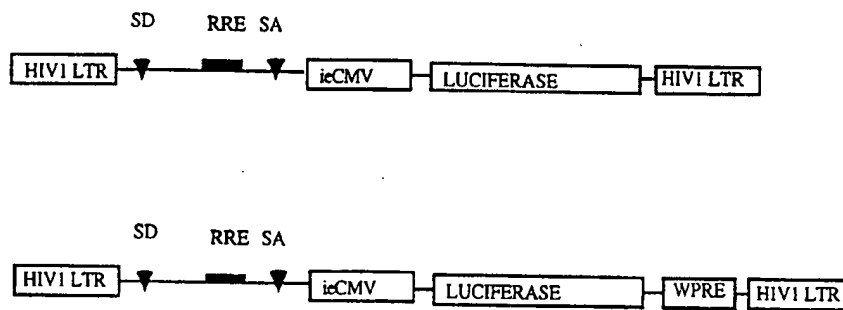 SD RRE SA
HIV1 LTR ieCMV LUCIFERASE HIV1 LTR
SD RRE SA
HIV1 LTR ieCMV LUCIFERASE WPRE HIV1 LTR